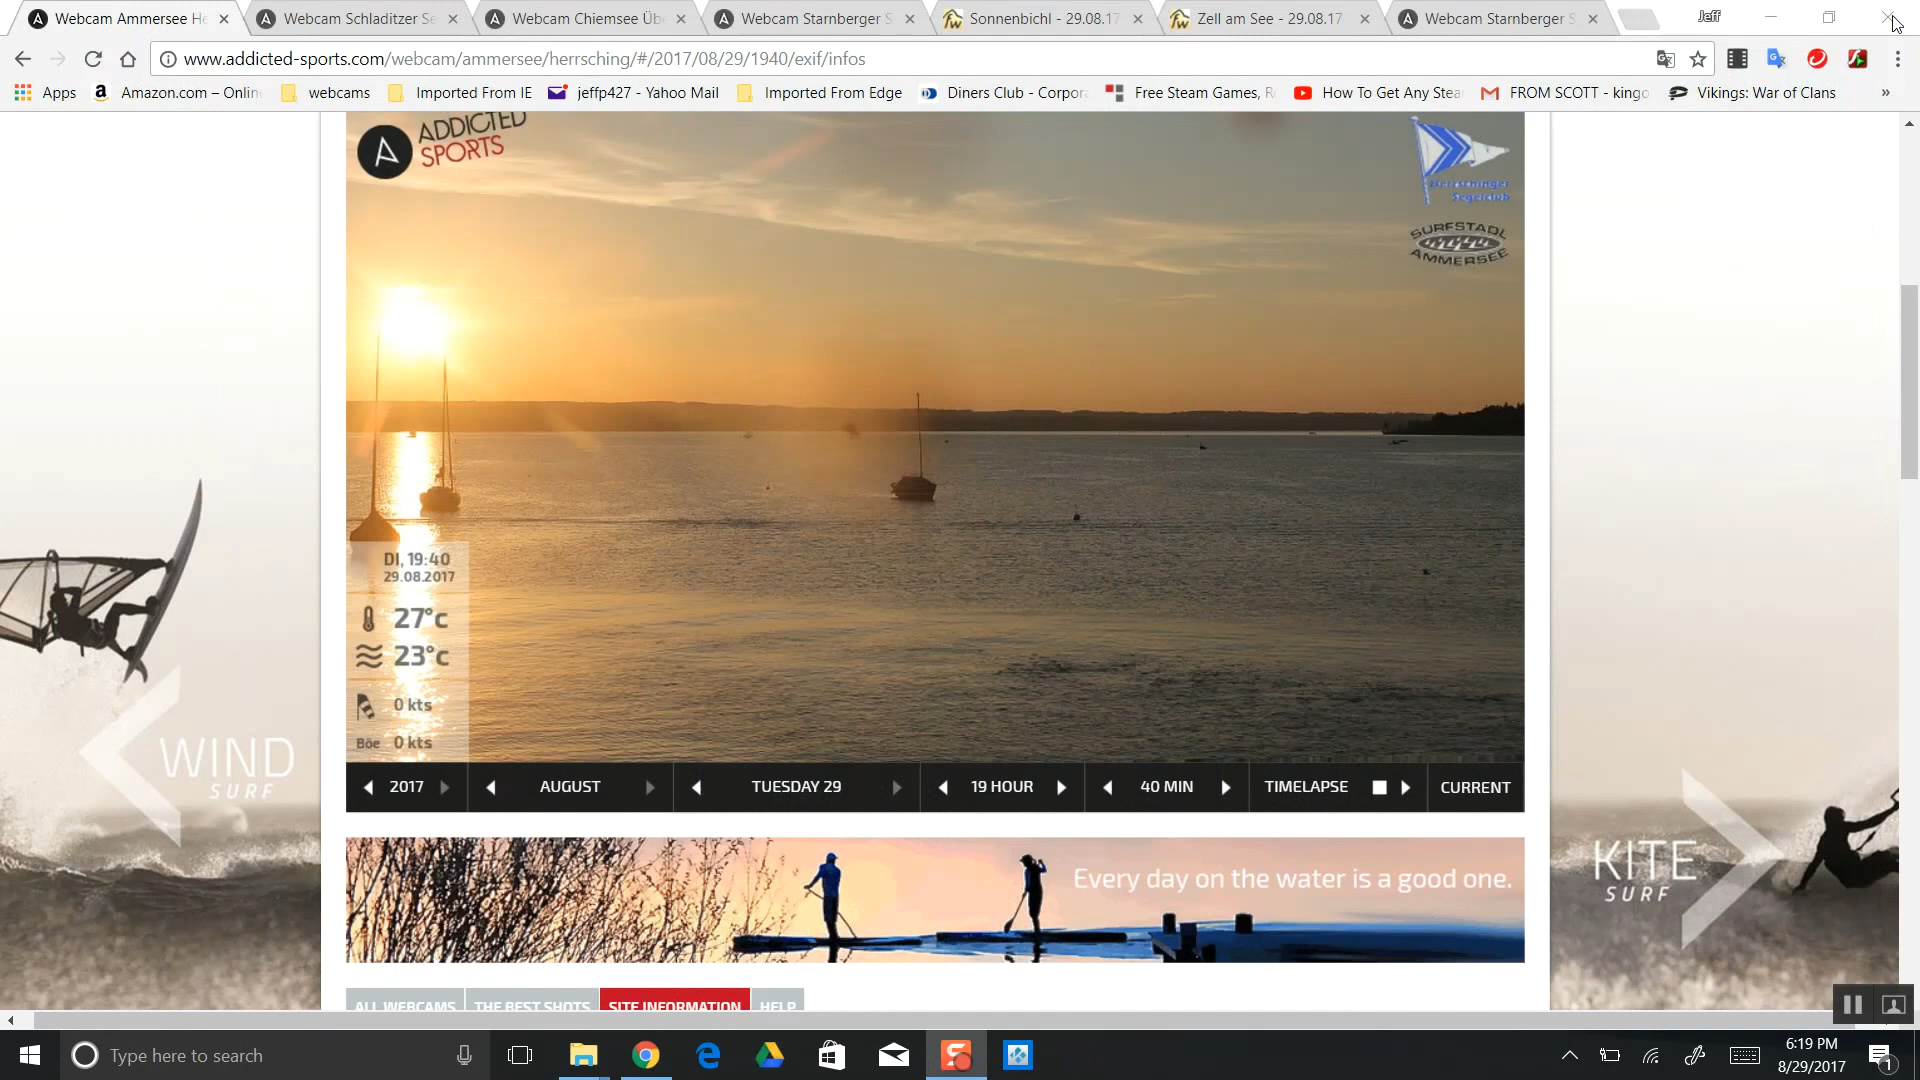 Webcam Ammersee He
Webcam Schladitzer Se
Webcam Chiemsee Üb
Webcam Starnberger S
Sonnenbichl - 29.08.17
Zell am See - 29.08.17
Webcam Starnberger S
Jeff
www.addicted-sports.com/webcam/ammersee/herrsching/#/2017/08/29/1940/exif/infos
Apps
Amazon.com – Onlin
webcams
Imported From IE
jeffp427 - Yahoo Mail
Imported From Edge
Diners Club - Corpora
Free Steam Games, R
How To Get Any Stea
FROM SCOTT - kingo
Vikings: War of Clans
»
ADDICTED
SPORTS
Herrschinger
Segelclub
SURFSTADL
AMMERSEE
DI, 19:40
29.08.2017
27°c
23°c
0 kts
Böe 0 kts
2017
AUGUST
TUESDAY 29
19 HOUR
40 MIN
TIMELAPSE
CURRENT
WIND
SURF
KITE
SURF
Every day on the water is a good one.
ALL WEBCAMS
THE BEST SHOTS
SITE INFORMATION
HELP
Type here to search
6:19 PM
8/29/2017
1